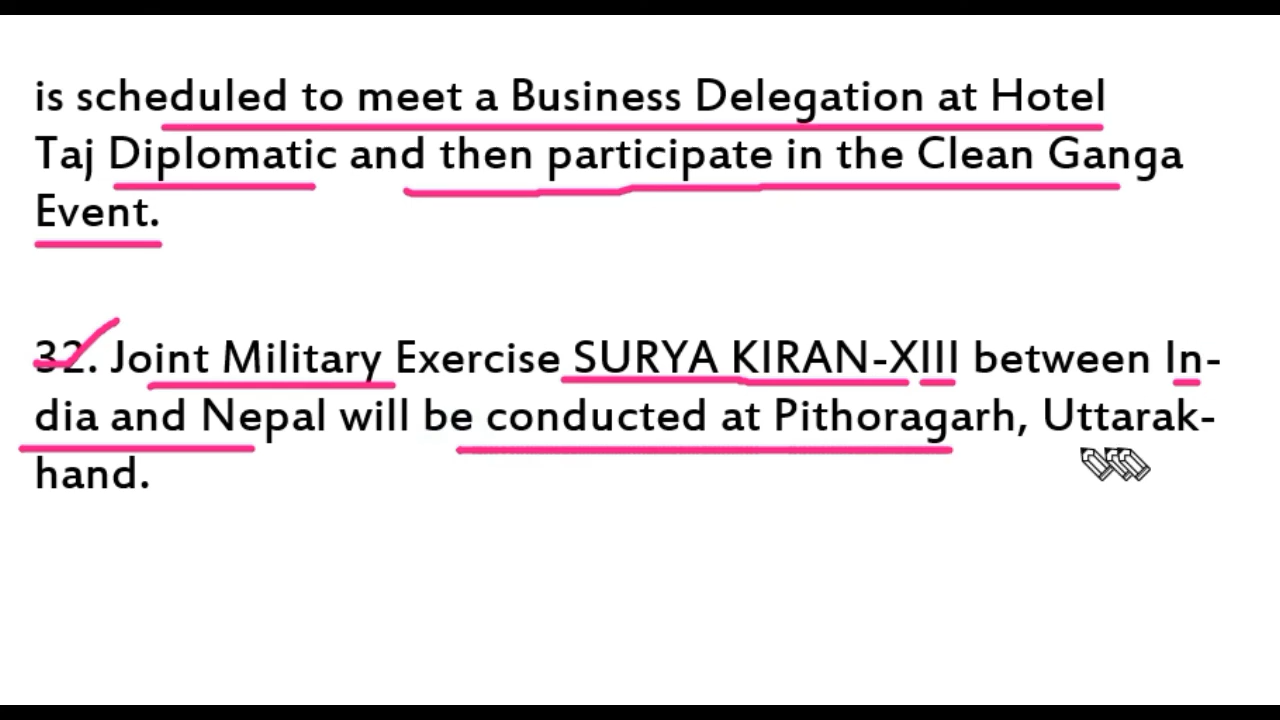 is scheduled to meet a Business Delegation at Hotel
Taj Diplomatic and then participate in the Clean Ganga
Event.
32. Joint Military Exercise SURYA KIRAN-XIII between In-
dia and Nepal will be conducted at Pithoragarh, Uttarak-
hand.